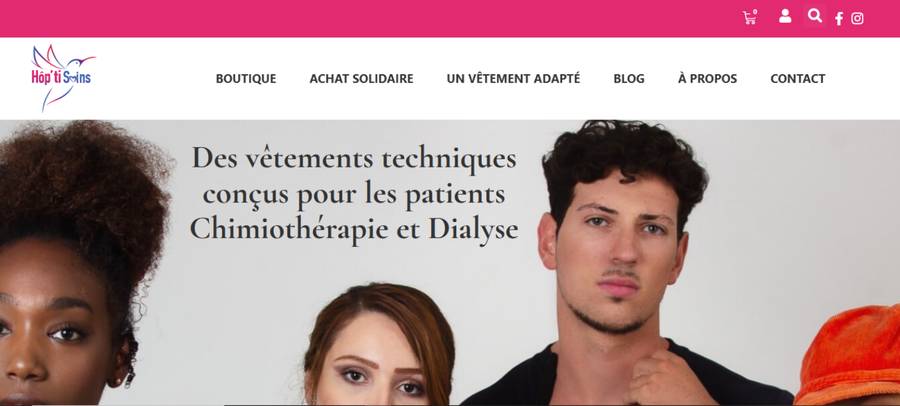 0
Hôp'ti Soins
BOUTIQUE
ACHAT SOLIDAIRE
UN VÊTEMENT ADAPTÉ
BLOG
À PROPOS
CONTACT
Des vêtements techniques
conçus pour les patients
Chimiothérapie et Dialyse